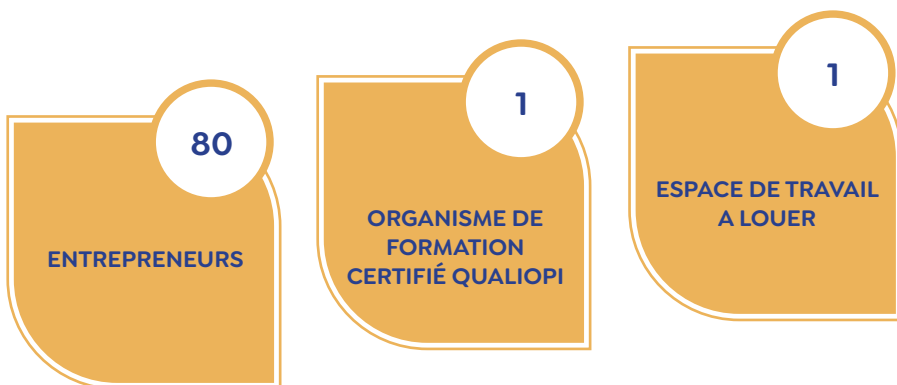 80
ENTREPRENEURS
1
ORGANISME DE
FORMATION
CERTIFIÉ QUALIOPI
1
ESPACE DE TRAVAIL
A LOUER